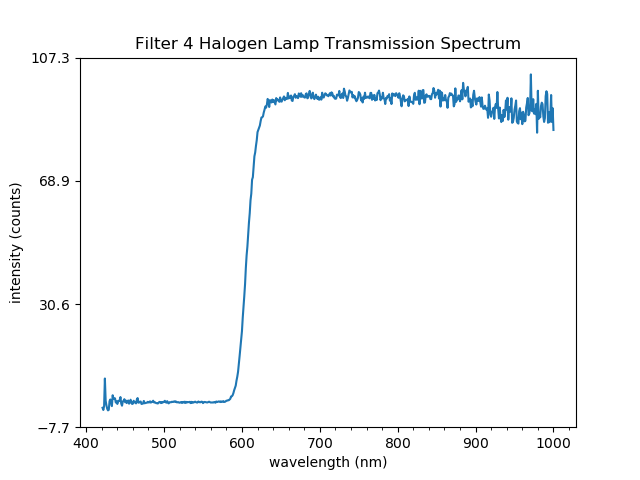 Filter 4 Halogen Lamp Transmission Spectrum
107.3
68.9
30.6
−7.7
intensity (counts)
400 500 600 700 800 900 1000
wavelength (nm)